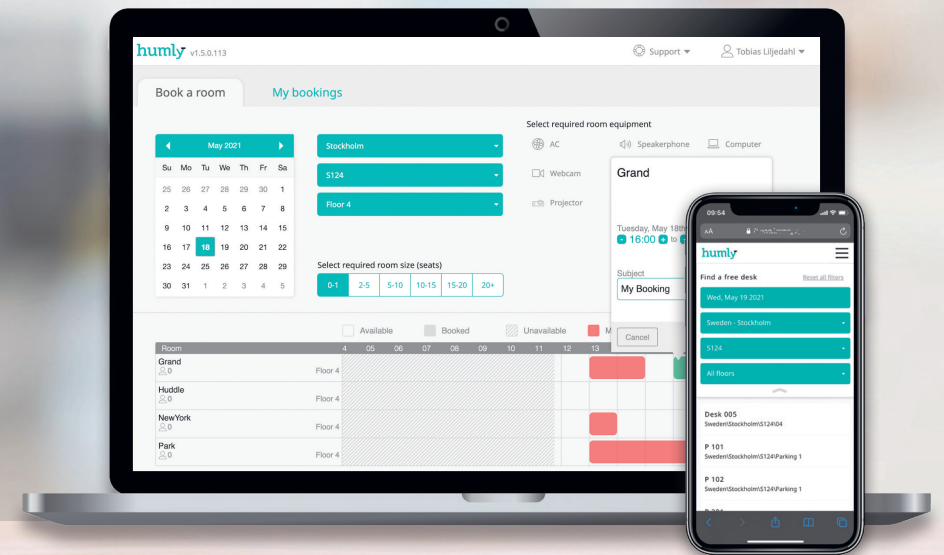 humly v1.5.0.113
Support
Tobias Liljedahl
Book a room
My bookings
May 2021
Su Mo Tu We Th Fr Sa
25 26 27 28 29 30 1
2 3 4 5 6 7 8
9 10 11 12 13 14 15
16 17 18 19 20 21 22
23 24 25 26 27 28 29
30 31 1 2 3 4 5
Stockholm
S124
Floor 4
Select required room size (seats)
0-1 2-5 5-10 10-15 15-20 20+
Select required room equipment
AC
Speakerphone
Computer
Webcam
Projector
Grand
Tuesday, May 18th
16:00 to
Subject
My Booking
Cancel
Available
Booked
Unavailable
M
Room 4 05 06 07 08 09 10 11 12 13
Grand
0
Floor 4
Huddle
0
Floor 4
NewYork
0
Floor 4
Park
0
Floor 4
09:54
AA
humly
Find a free desk
Reset all filters
Wed, May 19 2021
Sweden - Stockholm
S124
All floors
Desk 005
Sweden\Stockholm\S124\04
P 101
Sweden\Stockholm\S124\Parking 1
P 102
Sweden\Stockholm\S124\Parking 1